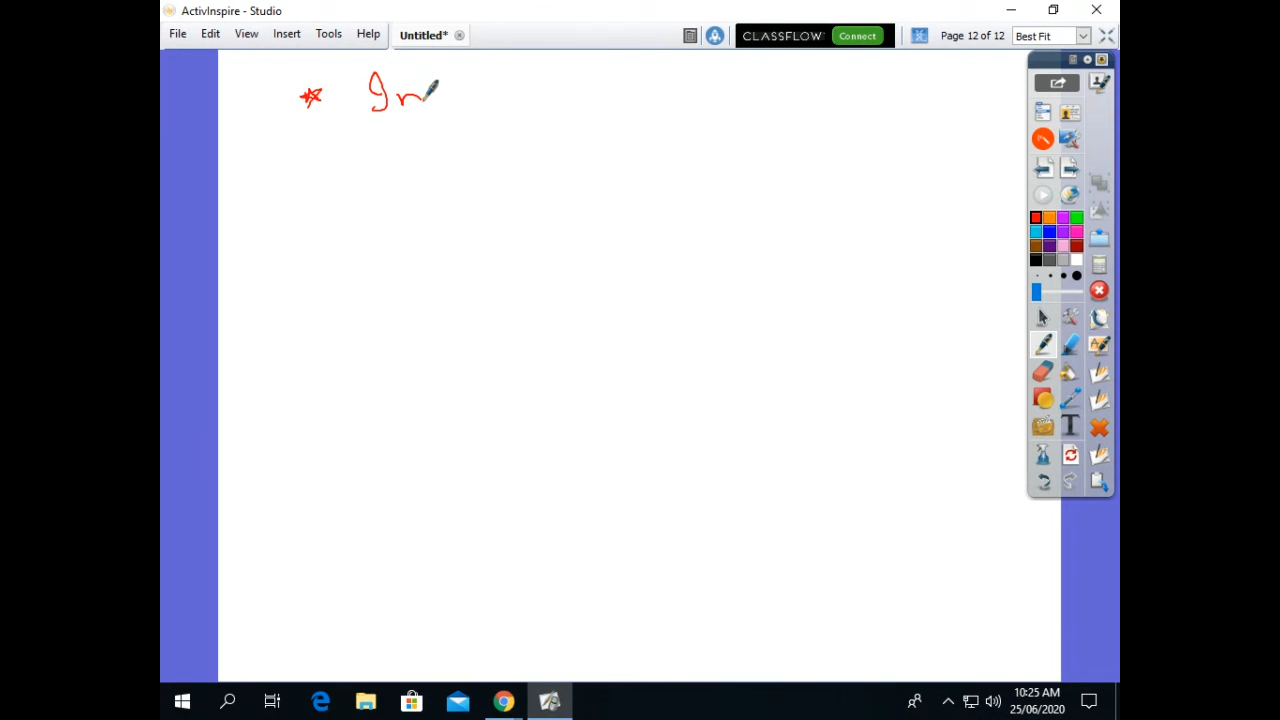 ActivInspire - Studio
File Edit View Insert Tools Help Untitled* CLASSFLOW Connect Page 12 of 12 Best Fit
* In
T
10:25 AM
25/06/2020